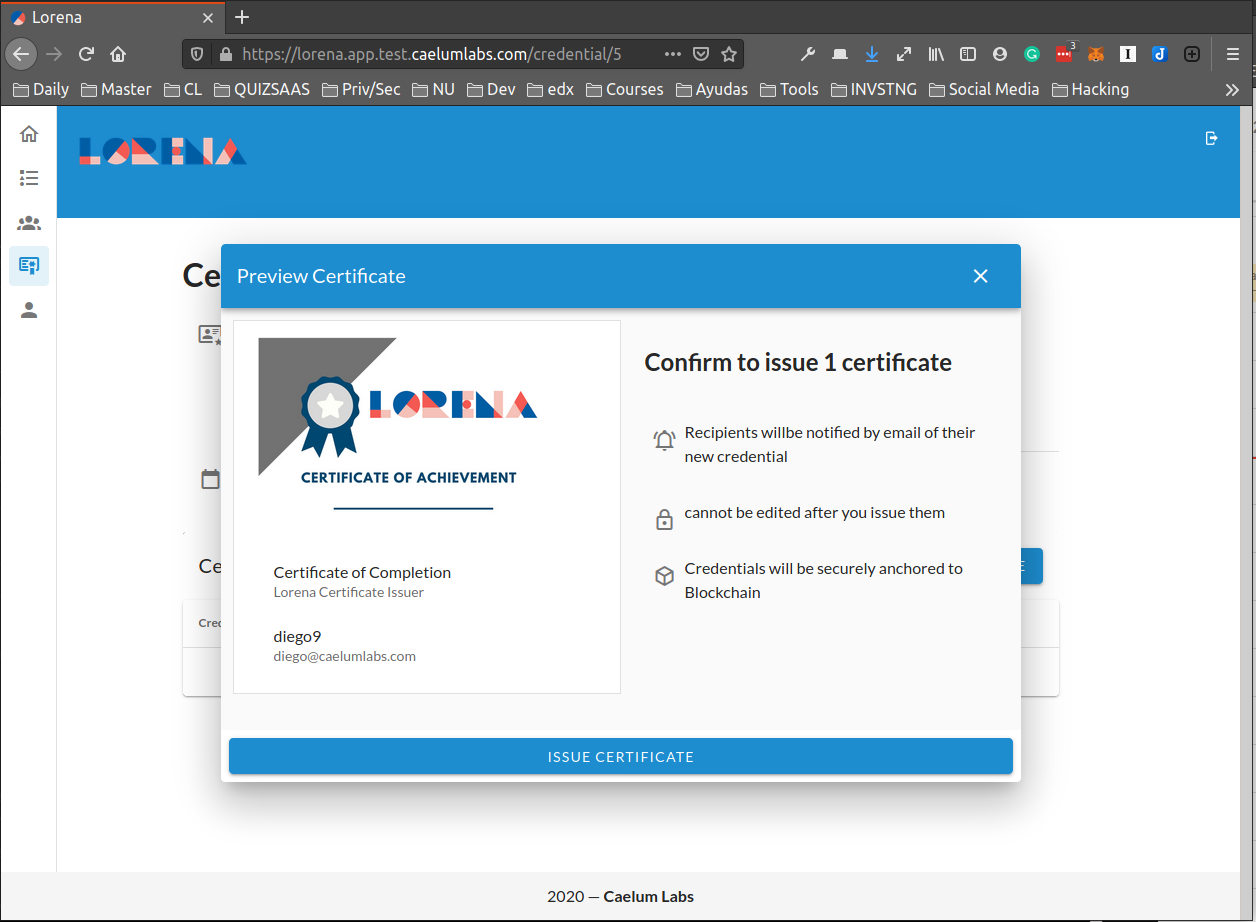 Lorena
https://lorena.app.test.caelumlabs.com/credential/5
3
Daily Master CL QUIZSAAS Priv/Sec NU Dev edx Courses Ayudas Tools INVSTNG Social Media Hacking
LORENA
Ce
Preview Certificate
LORENA
CERTIFICATE OF ACHIEVEMENT
Certificate of Completion
Lorena Certificate Issuer
diego9
diego@caelumlabs.com
Confirm to issue 1 certificate
Recipients willbe notified by email of their
new credential
cannot be edited after you issue them
Credentials will be securely anchored to
Blockchain
Ce
E
Cred
ISSUE CERTIFICATE
2020 — Caelum Labs